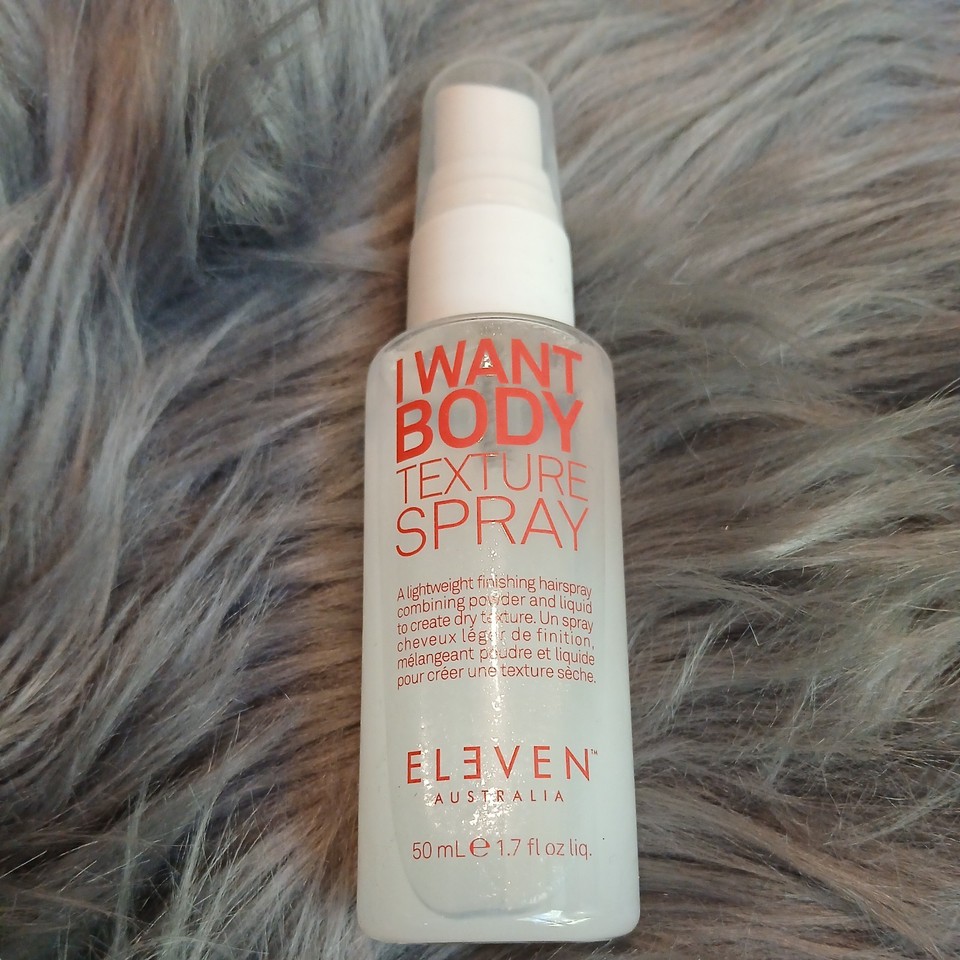 I WANT
BODY
TEXTURE
SPRAY
A lightweight finishing hairspray
combining powder and liquid
to create dry texture. Un spray
cheveux léger de finition,
mélangeant poudre et liquide
pour créer une texture sèche.
ELEVEN™
AUSTRALIA
50 mL ℮ 1.7 fl oz liq.